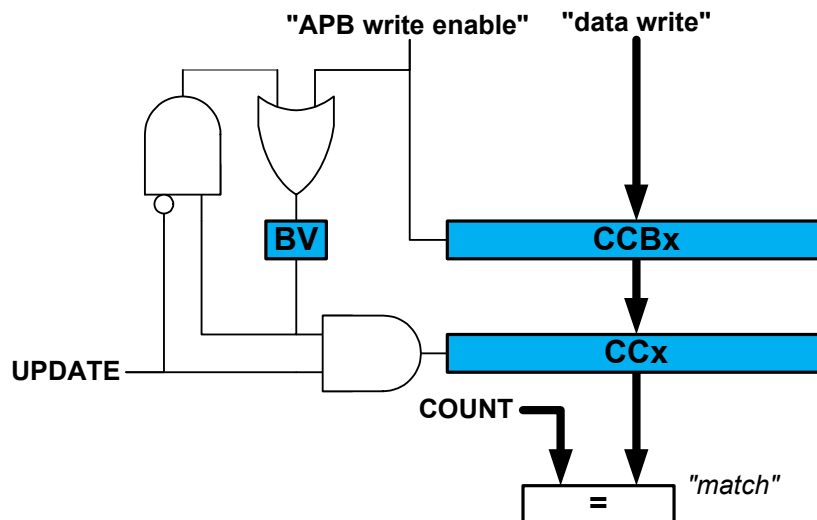 "APB write enable" "data write"
BV
CCBx
CCx
UPDATE
COUNT
"match"
=